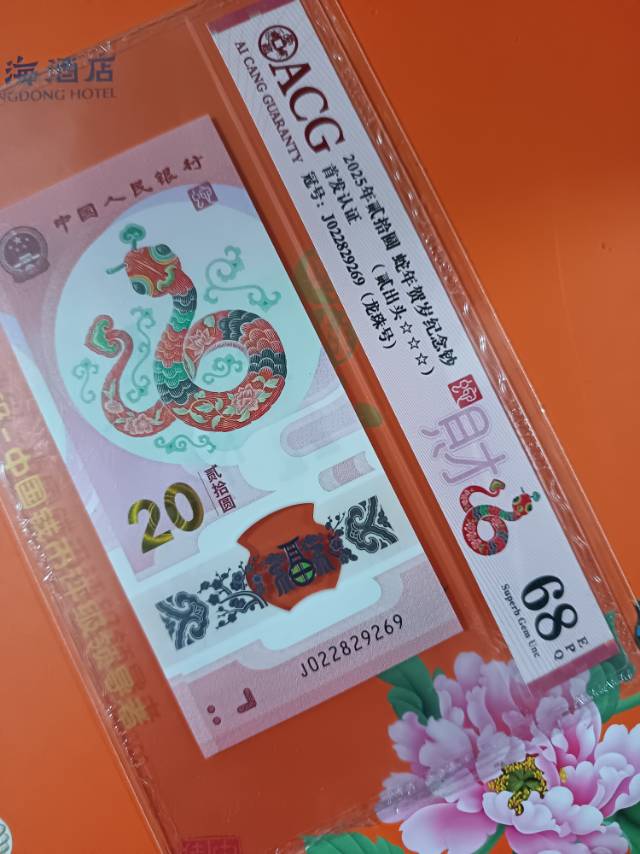 海酒店
NGDONG HOTEL
中国人民银行
20
贰拾圆
J022829269
ACG
AI CANG GUARANTY
2025年贰拾圆 蛇年贺岁纪念钞
首发认证 (贰出头☆☆☆)
冠号: J022829269 (龙珠号)
財
68
EPQ
Superb Gem Unc